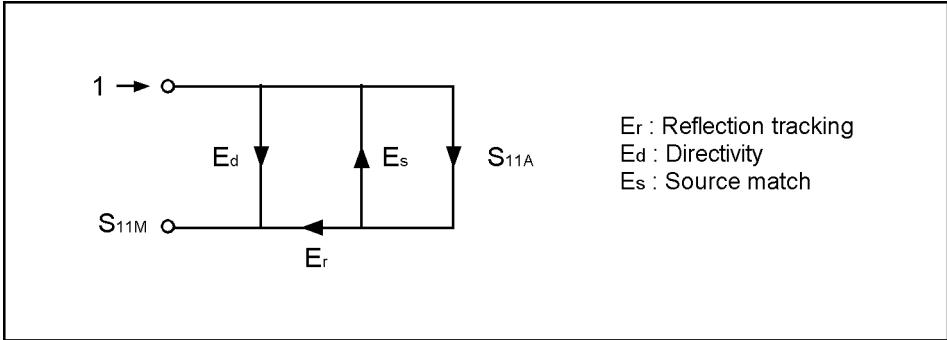 1
Ed
Es
S11A
S11M
Er
Er : Reflection tracking
Ed : Directivity
Es : Source match